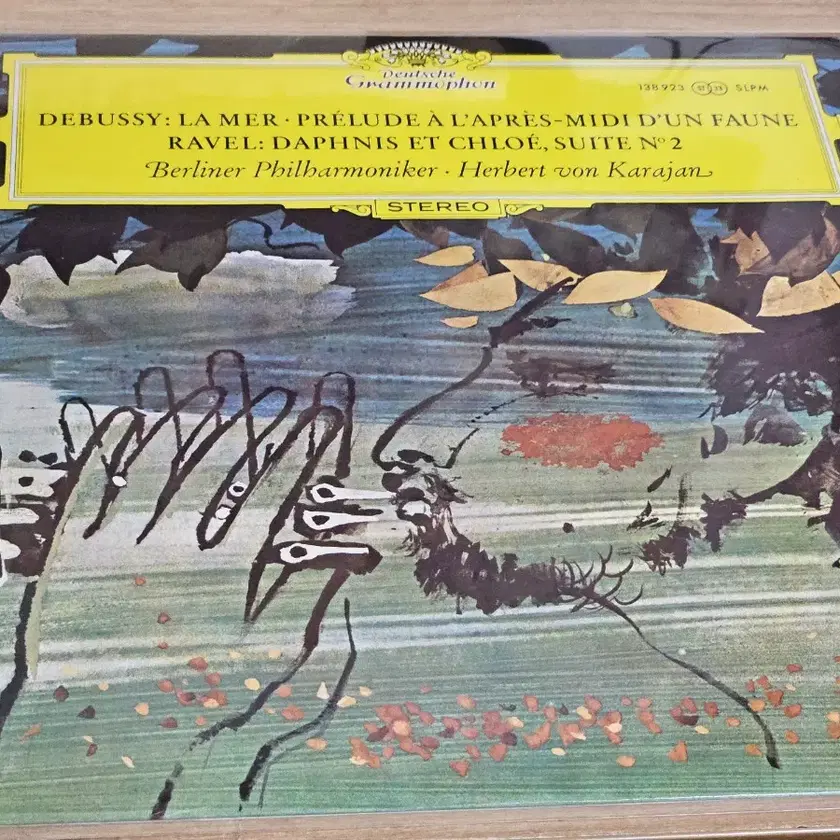 Deutsche
Grammophon
138 923 SLPM
DEBUSSY: LA MER · PRÉLUDE À L'APRÈS-MIDI D'UN FAUNE
RAVEL: DAPHNIS ET CHLOÉ, SUITE Nº 2
Berliner Philharmoniker · Herbert von Karajan
STEREO